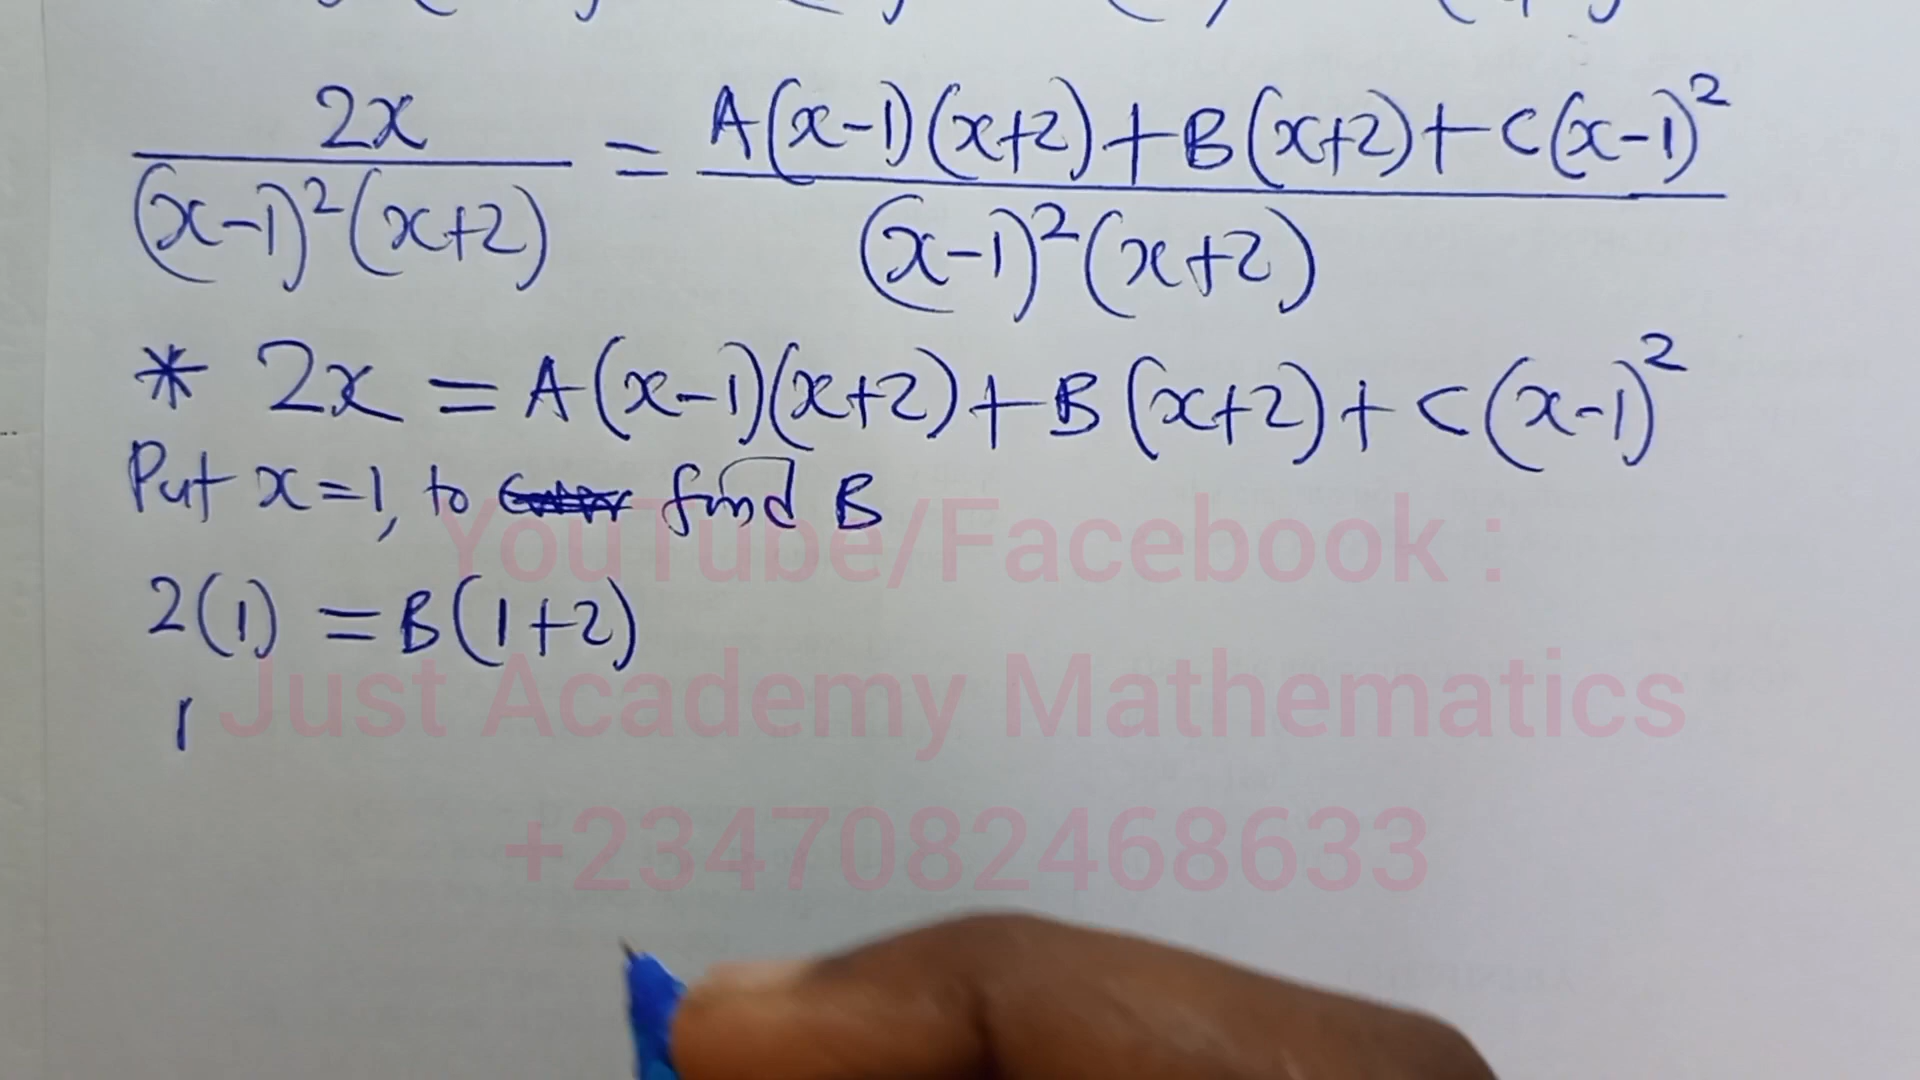 2x / (x-1)²(x+2) = A(x-1)(x+2)+B(x+2)+C(x-1)² / (x-1)²(x+2)
* 2x = A(x-1)(x+2)+B(x+2)+C(x-1)²
Put x=1, to find B
YouTube/Facebook :
2(1) = B(1+2)
Just Academy Mathematics
+2347082468633